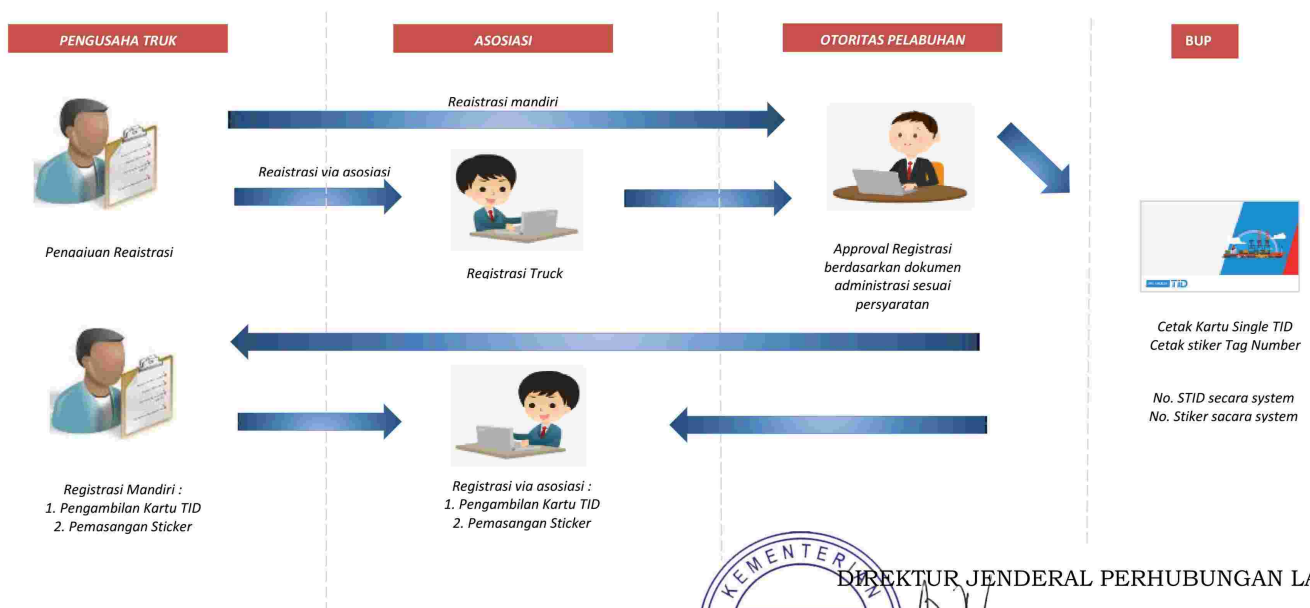 PENGUSAHA TRUK
ASOSIASI
OTORITAS PELABUHAN
BUP
Registrasi mandiri
Registrasi via asosiasi
Pengajuan Registrasi
Registrasi Truck
Approval Registrasi
berdasarkan dokumen
administrasi sesuai
persyaratan
TID
Cetak Kartu Single TID
Cetak stiker Tag Number
No. STID secara system
No. Stiker sacara system
Registrasi Mandiri :
1. Pengambilan Kartu TID
2. Pemasangan Sticker
Registrasi via asosiasi :
1. Pengambilan Kartu TID
2. Pemasangan Sticker
KEMENTERIAN
DIREKTUR JENDERAL PERHUBUNGAN LA